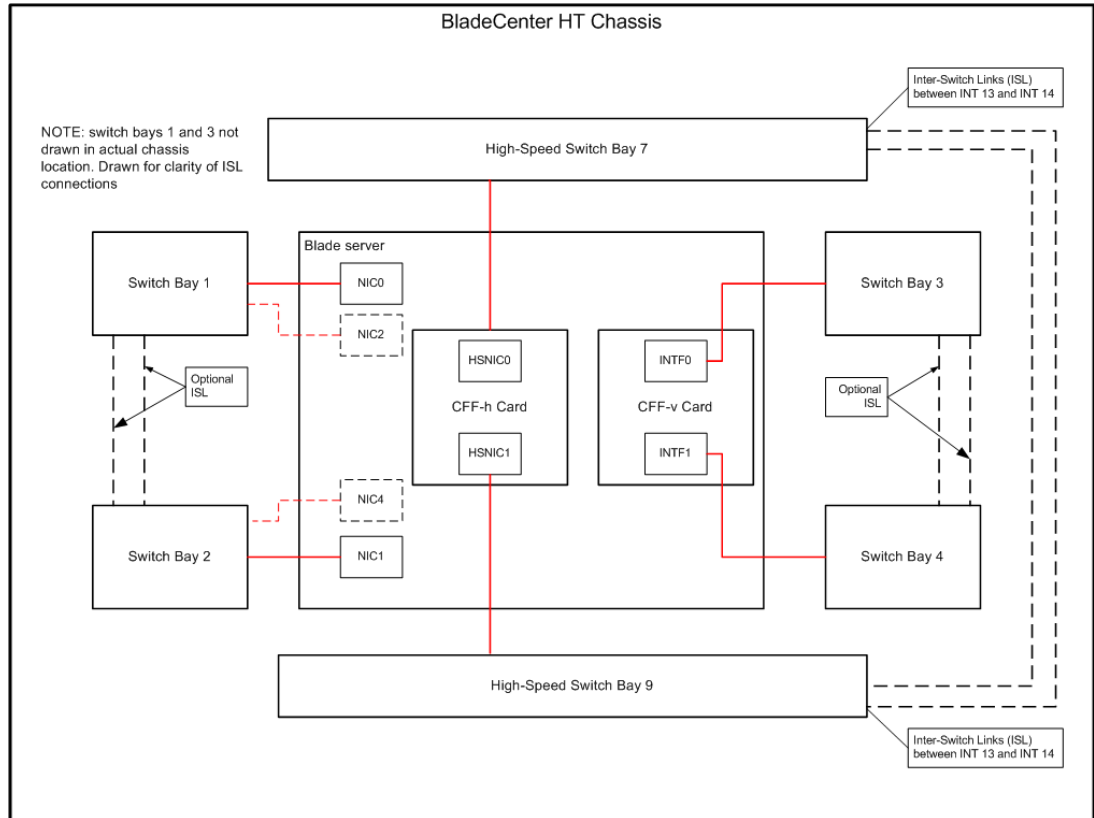 BladeCenter HT Chassis
Inter-Switch Links (ISL)
between INT 13 and INT 14
NOTE: switch bays 1 and 3 not
drawn in actual chassis
location. Drawn for clarity of ISL
connections
High-Speed Switch Bay 7
Blade server
Switch Bay 1
NIC0
Switch Bay 3
NIC2
HSNIC0
INTF0
Optional
ISL
CFF-h Card
CFF-v Card
Optional
ISL
HSNIC1
INTF1
NIC4
Switch Bay 2
NIC1
Switch Bay 4
High-Speed Switch Bay 9
Inter-Switch Links (ISL)
between INT 13 and INT 14